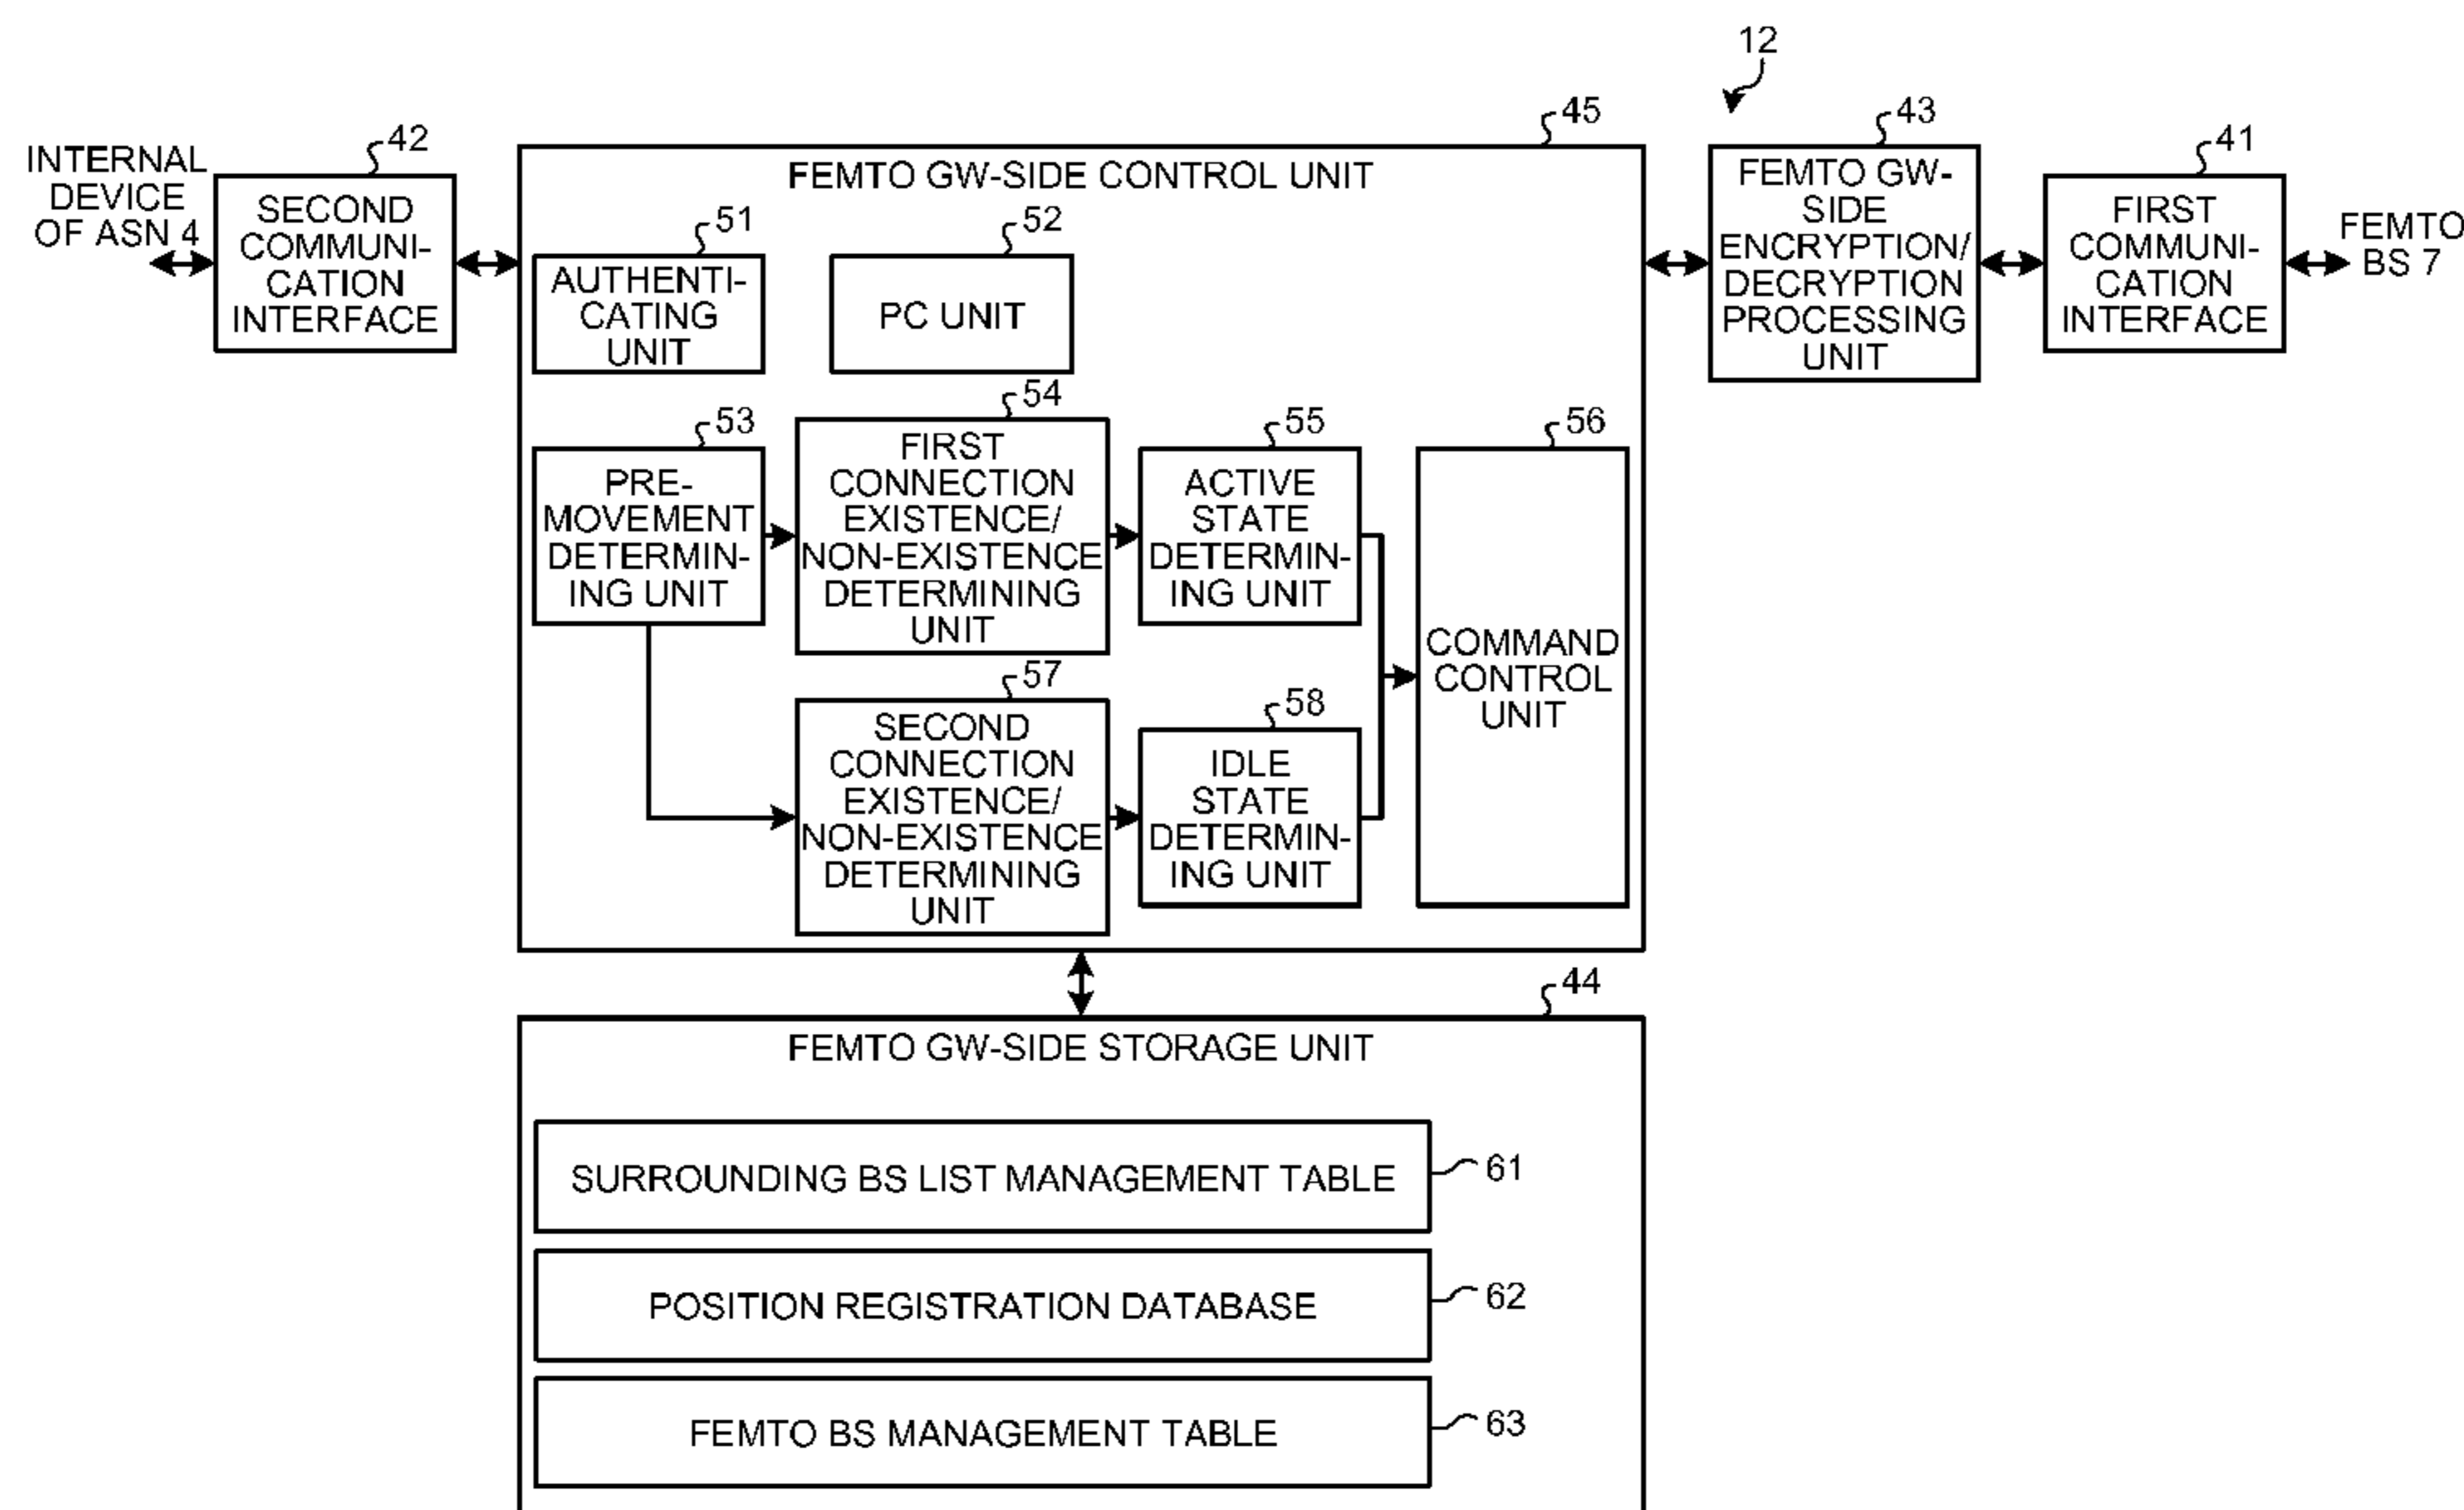 12
INTERNAL
DEVICE
OF ASN 4
42
SECOND
COMMUNI-
CATION
INTERFACE
45
FEMTO GW-SIDE CONTROL UNIT
51
AUTHENTI-
CATING
UNIT
52
PC UNIT
53
PRE-
MOVEMENT
DETERMIN-
ING UNIT
54
FIRST
CONNECTION
EXISTENCE/
NON-EXISTENCE
DETERMINING
UNIT
55
ACTIVE
STATE
DETERMIN-
ING UNIT
56
COMMAND
CONTROL
UNIT
57
SECOND
CONNECTION
EXISTENCE/
NON-EXISTENCE
DETERMINING
UNIT
58
IDLE
STATE
DETERMIN-
ING UNIT
43
FEMTO GW-
SIDE
ENCRYPTION/
DECRYPTION
PROCESSING
UNIT
41
FIRST
COMMUNI-
CATION
INTERFACE
FEMTO
BS 7
44
FEMTO GW-SIDE STORAGE UNIT
SURROUNDING BS LIST MANAGEMENT TABLE
61
POSITION REGISTRATION DATABASE
62
FEMTO BS MANAGEMENT TABLE
63